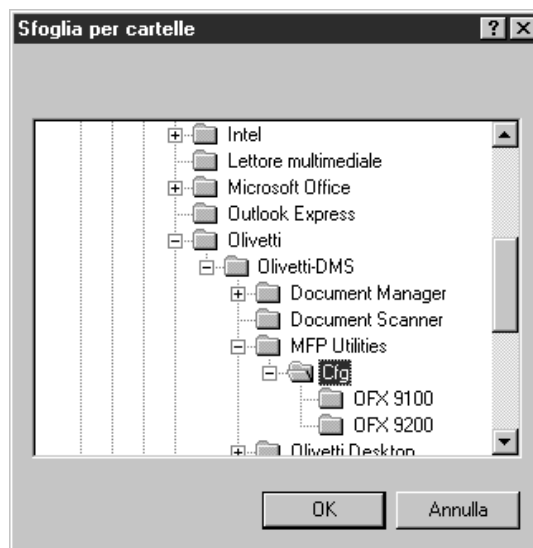 Sfoglia per cartelle
Intel
Lettore multimediale
Microsoft Office
Outlook Express
Olivetti
Olivetti-DMS
Document Manager
Document Scanner
MFP Utilities
Cfg
OFX 9100
OFX 9200
Olivetti Desktop
OK Annulla